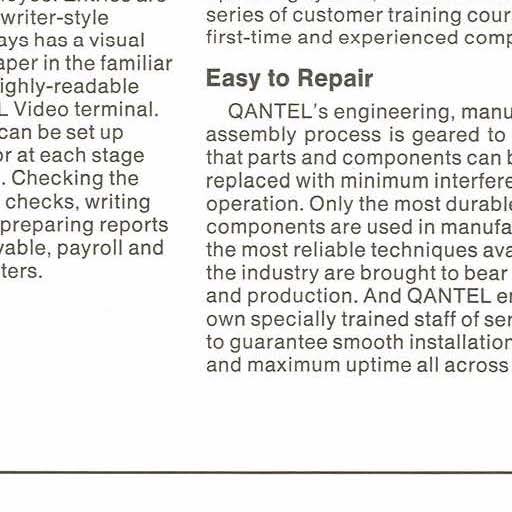 writer-style
ays has a visual
aper in the familiar
ighly-readable
L Video terminal.
can be set up
or at each stage
. Checking the
checks, writing
preparing reports
yable, payroll and
ters.
series of customer training cour
first-time and experienced comp
Easy to Repair
QANTEL's engineering, manu
assembly process is geared to
that parts and components can b
replaced with minimum interfere
operation. Only the most durable
components are used in manufa
the most reliable techniques ava
the industry are brought to bear
and production. And QANTEL en
own specially trained staff of ser
to guarantee smooth installation
and maximum uptime all across